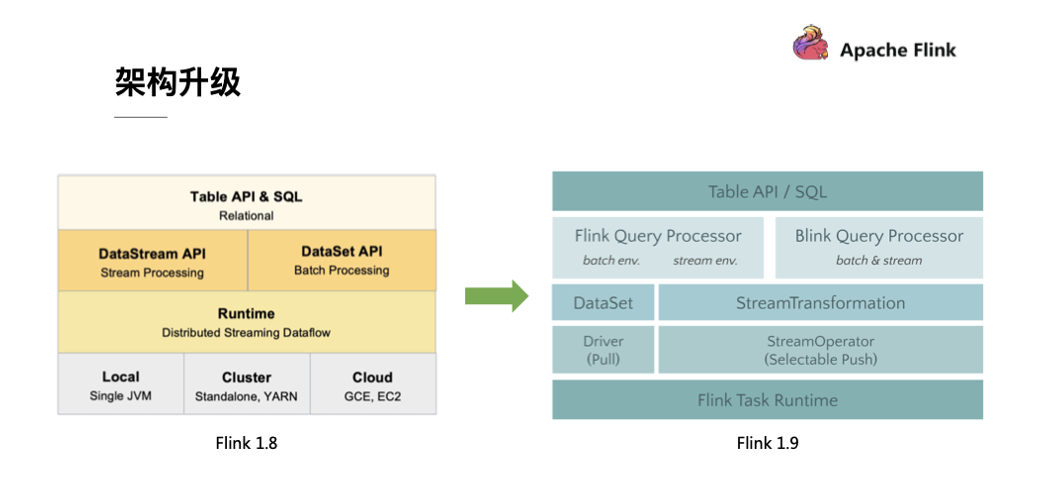 Apache Flink
架构升级
Table API & SQL
Relational
DataStream API
Stream Processing
DataSet API
Batch Processing
Runtime
Distributed Streaming Dataflow
Local
Single JVM
Cluster
Standalone, YARN
Cloud
GCE, EC2
Flink 1.8
Table API / SQL
Flink Query Processor
batch env.
stream env.
Blink Query Processor
batch & stream
DataSet
StreamTransformation
Driver
(Pull)
StreamOperator
(Selectable Push)
Flink Task Runtime
Flink 1.9